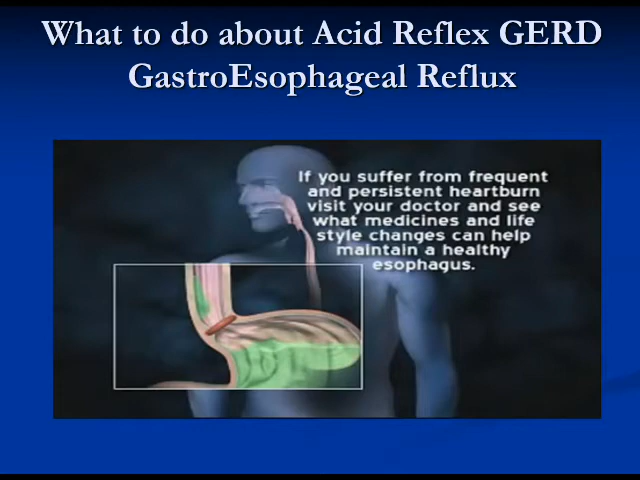 What to do about Acid Reflex GERD
GastroEsophageal Reflux
If you suffer from frequent
and persistent heartburn
visit your doctor and see
what medicines and life
style changes can help
maintain a healthy
esophagus.